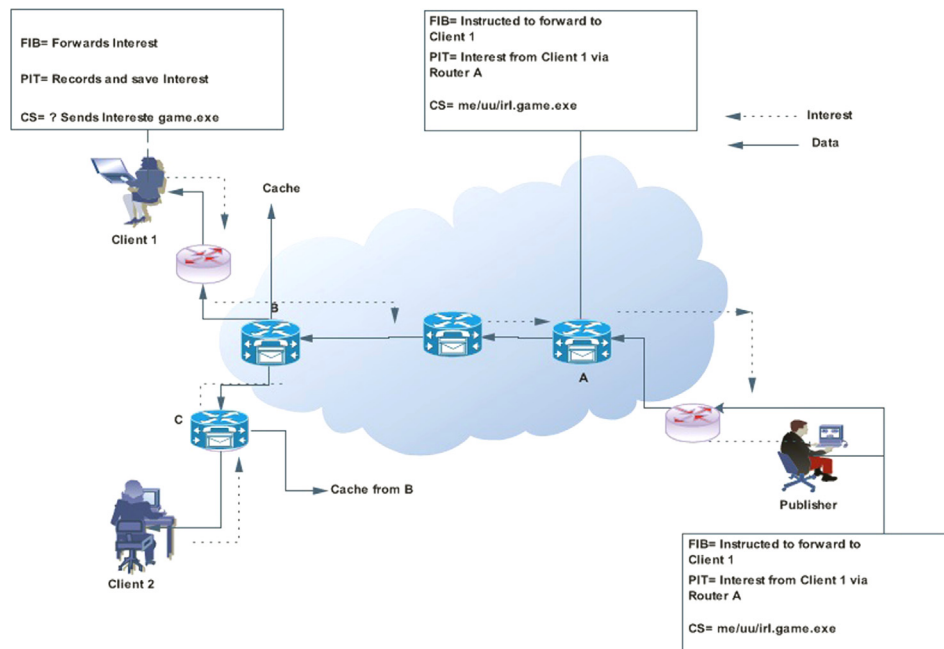 FIB= Forwards Interest
PIT= Records and save Interest
CS= ? Sends Intereste game.exe
FIB= Instructed to forward to
Client 1
PIT= Interest from Client 1 via
Router A
CS= me/uu/irl.game.exe
Interest
Data
Cache
Client 1
B
A
C
Cache from B
Publisher
Client 2
FIB= Instructed to forward to
Client 1
PIT= Interest from Client 1 via
Router A
CS= me/uu/irl.game.exe